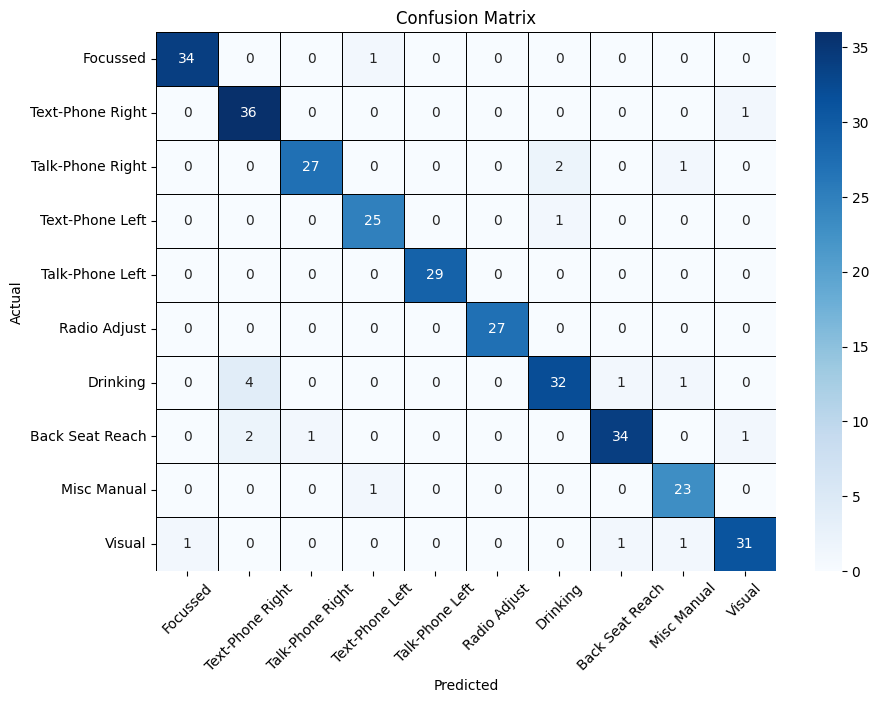 Confusion Matrix
Focussed 34 0 0 1 0 0 0 0 0 0
Text-Phone Right 0 36 0 0 0 0 0 0 0 1
Talk-Phone Right 0 0 27 0 0 0 2 0 1 0
Text-Phone Left 0 0 0 25 0 0 1 0 0 0
Talk-Phone Left 0 0 0 0 29 0 0 0 0 0
Radio Adjust 0 0 0 0 0 27 0 0 0 0
Drinking 0 4 0 0 0 0 32 1 1 0
Back Seat Reach 0 2 1 0 0 0 0 34 0 1
Misc Manual 0 0 0 1 0 0 0 0 23 0
Visual 1 0 0 0 0 0 0 1 1 31
Actual
Focussed
Text-Phone Right
Talk-Phone Right
Text-Phone Left
Talk-Phone Left
Radio Adjust
Drinking
Back Seat Reach
Misc Manual
Visual
Predicted
35
30
25
20
15
10
5
0